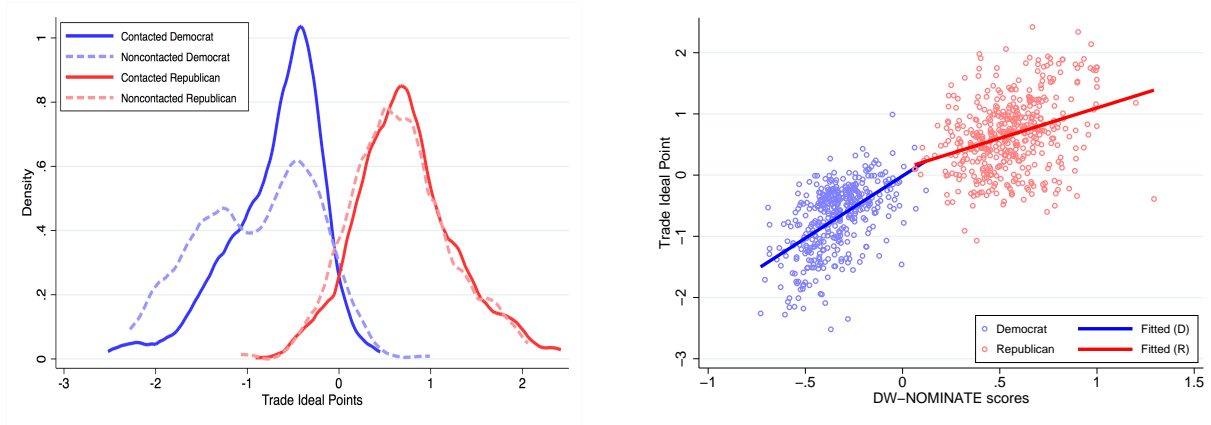 Contacted Democrat
Noncontacted Democrat
Contacted Republican
Noncontacted Republican
Density
0 .2 .4 .6 .8 1
-3 -2 -1 0 1 2
Trade Ideal Points
Trade Ideal Point
−3 −2 −1 0 1 2
Democrat Fitted (D)
Republican Fitted (R)
−1 −.5 0 .5 1 1.5
DW−NOMINATE scores